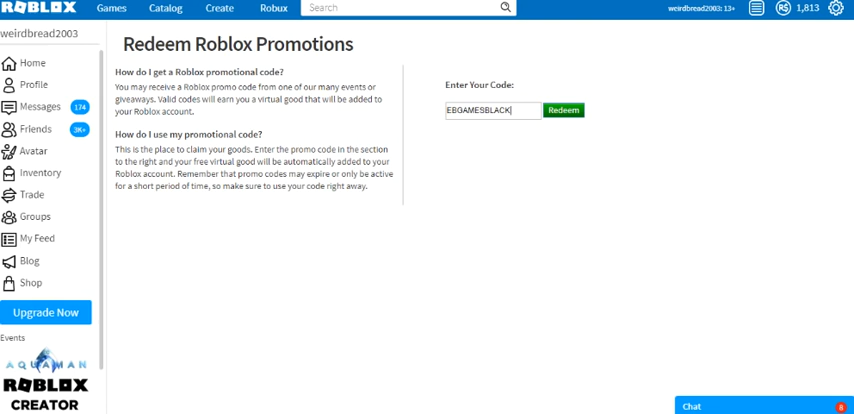 ROBLOX Games Catalog Create Robux Search weirdbread2003: 13+ R$ 1,813
weirdbread2003
Home
Profile
Messages 174
Friends 3K+
Avatar
Inventory
Trade
Groups
My Feed
Blog
Shop
Upgrade Now
Events
AQUAMAN
ROBLOX
CREATOR
Redeem Roblox Promotions
How do I get a Roblox promotional code?
You may receive a Roblox promo code from one of our many events or
giveaways. Valid codes will earn you a virtual good that will be added to
your Roblox account.
How do I use my promotional code?
This is the place to claim your goods. Enter the promo code in the section
to the right and your free virtual good will be automatically added to your
Roblox account. Remember that promo codes may expire or only be active
for a short period of time, so make sure to use your code right away.
Enter Your Code:
EBGAMESBLACK Redeem
Chat 8